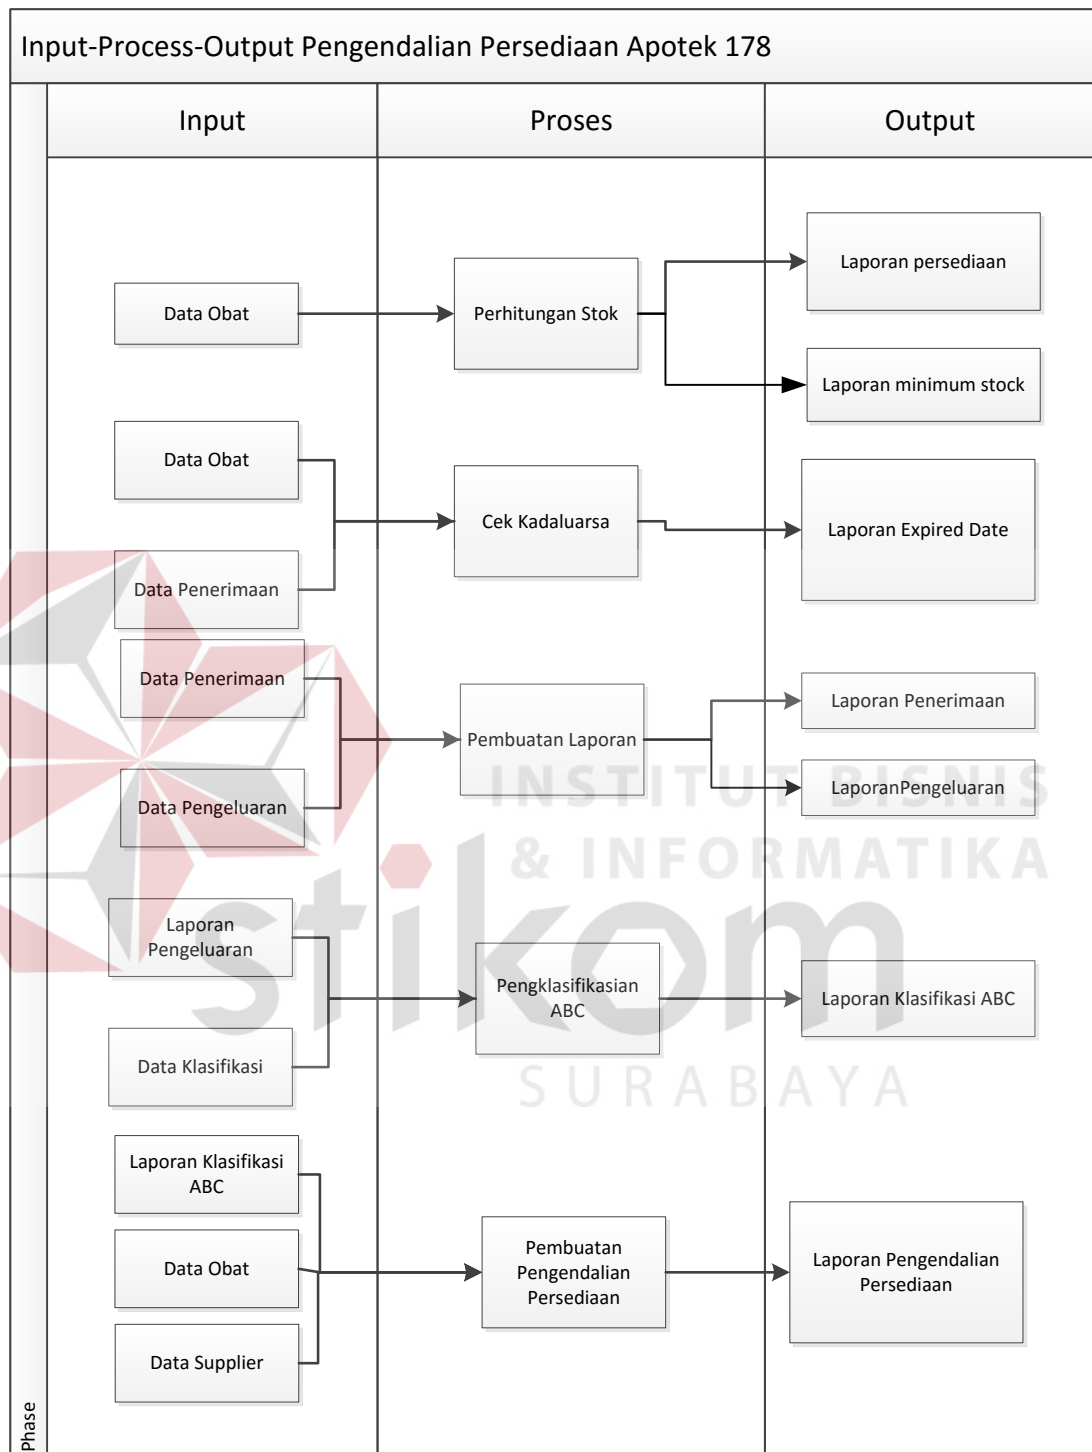 Input-Process-Output Pengendalian Persediaan Apotek 178
Input
Proses
Output
Data Obat
Perhitungan Stok
Laporan persediaan
Laporan minimum stock
Data Obat
Data Penerimaan
Cek Kadaluarsa
Laporan Expired Date
Data Penerimaan
Data Pengeluaran
Pembuatan Laporan
Laporan Penerimaan
LaporanPengeluaran
Laporan
Pengeluaran
Data Klasifikasi
Pengklasifikasian
ABC
Laporan Klasifikasi ABC
Laporan Klasifikasi
ABC
Data Obat
Data Supplier
Pembuatan
Pengendalian
Persediaan
Laporan Pengendalian
Persediaan
Phase
INSTITUT BISNIS
& INFORMATIKA
stikom
SURABAYA